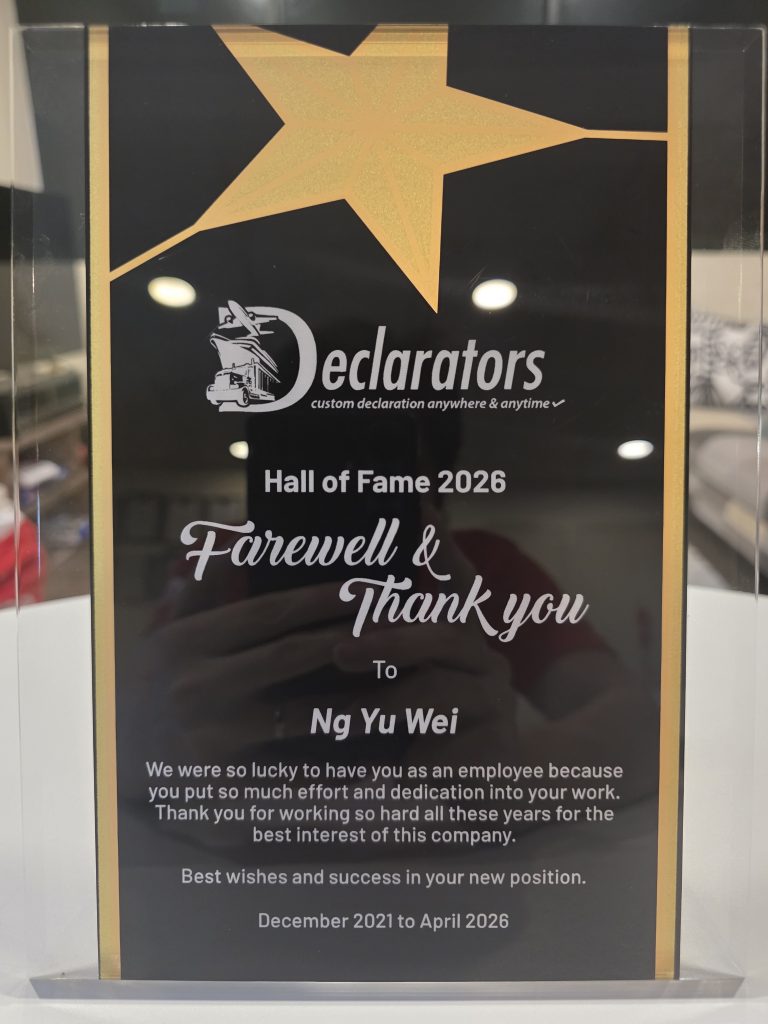 Declarators
custom declaration anywhere & anytime
Hall of Fame 2026
Farewell &
Thank you
To
Ng Yu Wei
We were so lucky to have you as an employee because
you put so much effort and dedication into your work.
Thank you for working so hard all these years for the
best interest of this company.
Best wishes and success in your new position.
December 2021 to April 2026